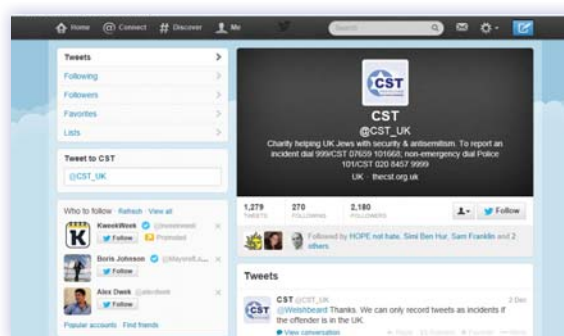 Home @ Connect # Discover Me
Search
Tweets
Following
Followers
Favorites
Lists
Tweet to CST
@CST_UK
Who to follow · Refresh · View all
KweekWeek
Follow Promoted
Boris Johnson
Follow
Alex Dwek @alexdwek
Follow
Popular accounts · Find friends
CST
CST
@CST_UK
Charity helping UK Jews with security & antisemitism. To report an
incident dial 999/CST 07659 101668; non-emergency dial Police
101/CST 020 8457 9999
UK · thecst.org.uk
1,279 TWEETS
270 FOLLOWING
2,180 FOLLOWERS
Follow
Followed by HOPE not hate, Simi Ben Hur, Sam Franklin and 2
others
Tweets
CST
CST @CST_UK 2 Dec
@Welshbeard Thanks. We can only record tweets as incidents if
the offender is in the UK.
View conversation